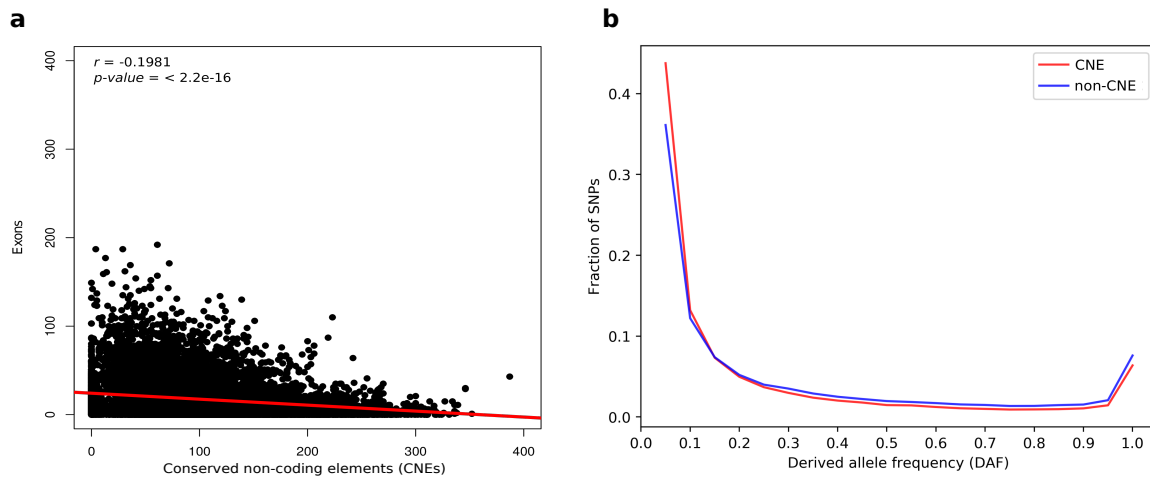 a
r = -0.1981
p-value = < 2.2e-16
400
300
200
100
0
Exons
0 100 200 300 400
Conserved non-coding elements (CNEs)
b
CNE
non-CNE
0.4
0.3
0.2
0.1
0.0
Fraction of SNPs
0.0 0.1 0.2 0.3 0.4 0.5 0.6 0.7 0.8 0.9 1.0
Derived allele frequency (DAF)